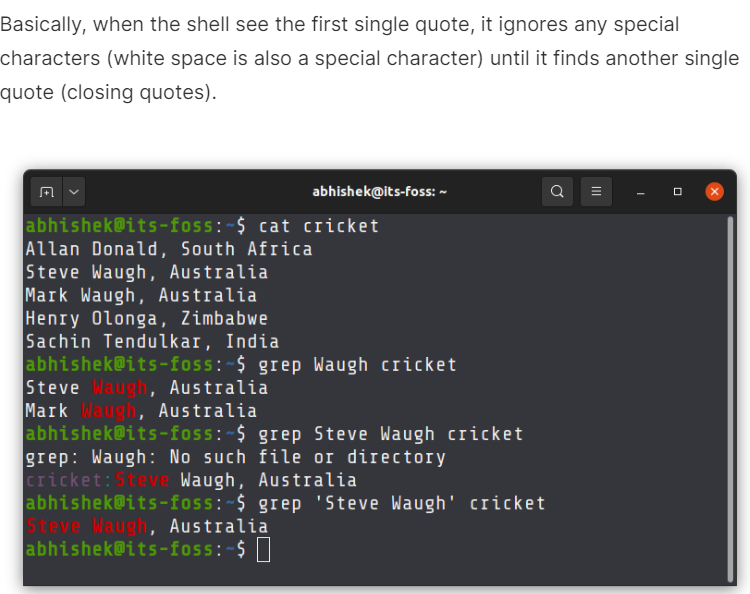 Basically, when the shell see the first single quote, it ignores any special
characters (white space is also a special character) until it finds another single
quote (closing quotes).
abhishek@its-foss: ~
abhishek@its-foss:~$ cat cricket
Allan Donald, South Africa
Steve Waugh, Australia
Mark Waugh, Australia
Henry Olonga, Zimbabwe
Sachin Tendulkar, India
abhishek@its-foss:~$ grep Waugh cricket
Steve Waugh, Australia
Mark Waugh, Australia
abhishek@its-foss:~$ grep Steve Waugh cricket
grep: Waugh: No such file or directory
cricket:Steve Waugh, Australia
abhishek@its-foss:~$ grep 'Steve Waugh' cricket
Steve Waugh, Australia
abhishek@its-foss:~$